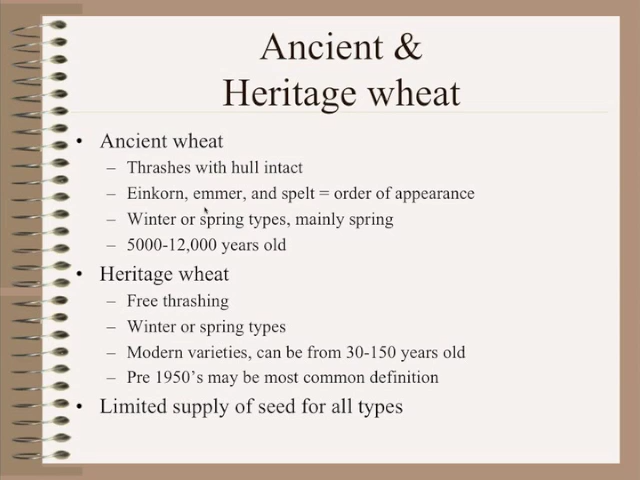 Ancient &
Heritage wheat
• Ancient wheat
– Thrashes with hull intact
– Einkorn, emmer, and spelt = order of appearance
– Winter or spring types, mainly spring
– 5000-12,000 years old
• Heritage wheat
– Free thrashing
– Winter or spring types
– Modern varieties, can be from 30-150 years old
– Pre 1950's may be most common definition
• Limited supply of seed for all types